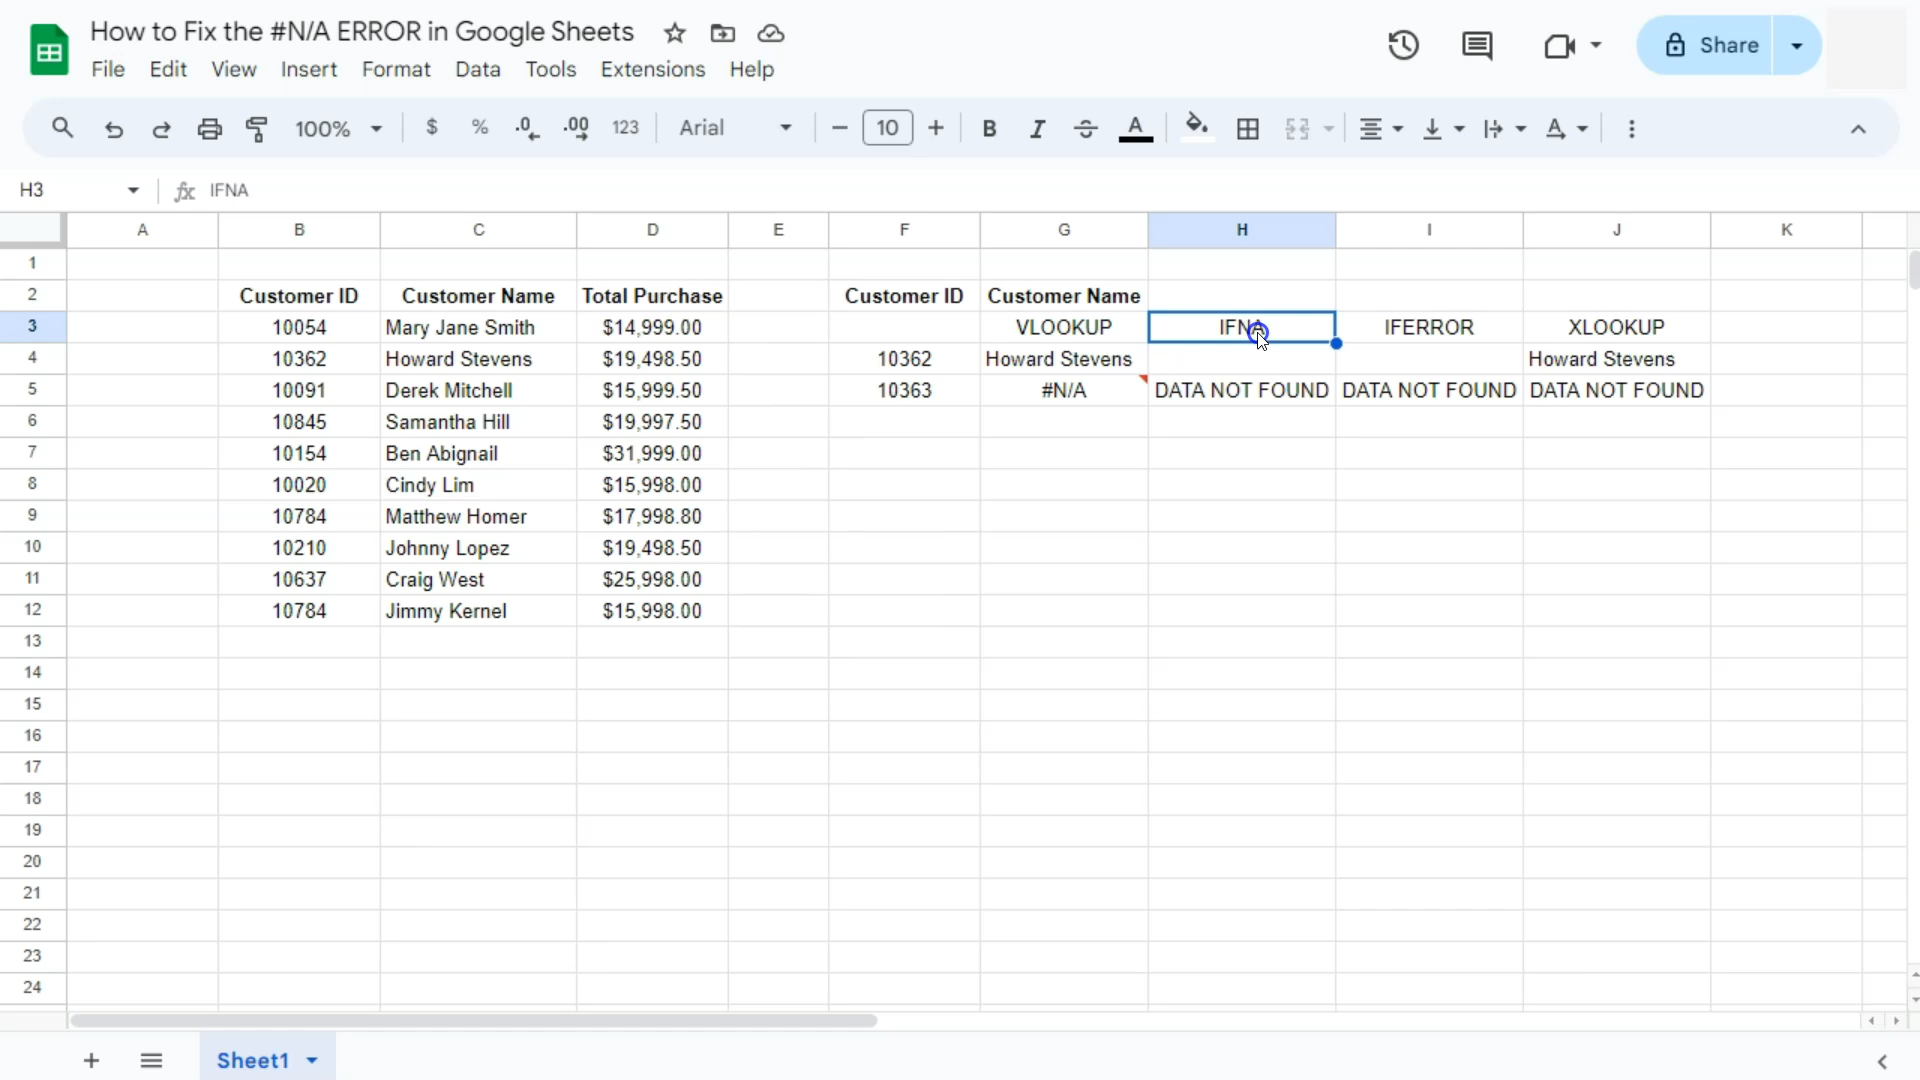 How to Fix the #N/A ERROR in Google Sheets
Share
File Edit View Insert Format Data Tools Extensions Help
100% $ % .0 .00 123 Arial 10 B I S A A
H3 fx IFNA
A B C D E F G H I J K
1
2 Customer ID Customer Name Total Purchase Customer ID Customer Name
3 10054 Mary Jane Smith $14,999.00 VLOOKUP IFNA IFERROR XLOOKUP
4 10362 Howard Stevens $19,498.50 10362 Howard Stevens Howard Stevens
5 10091 Derek Mitchell $15,999.50 10363 #N/A DATA NOT FOUND DATA NOT FOUND DATA NOT FOUND
6 10845 Samantha Hill $19,997.50
7 10154 Ben Abignail $31,999.00
8 10020 Cindy Lim $15,998.00
9 10784 Matthew Homer $17,998.80
10 10210 Johnny Lopez $19,498.50
11 10637 Craig West $25,998.00
12 10784 Jimmy Kernel $15,998.00
13
14
15
16
17
18
19
20
21
22
23
24
Sheet1